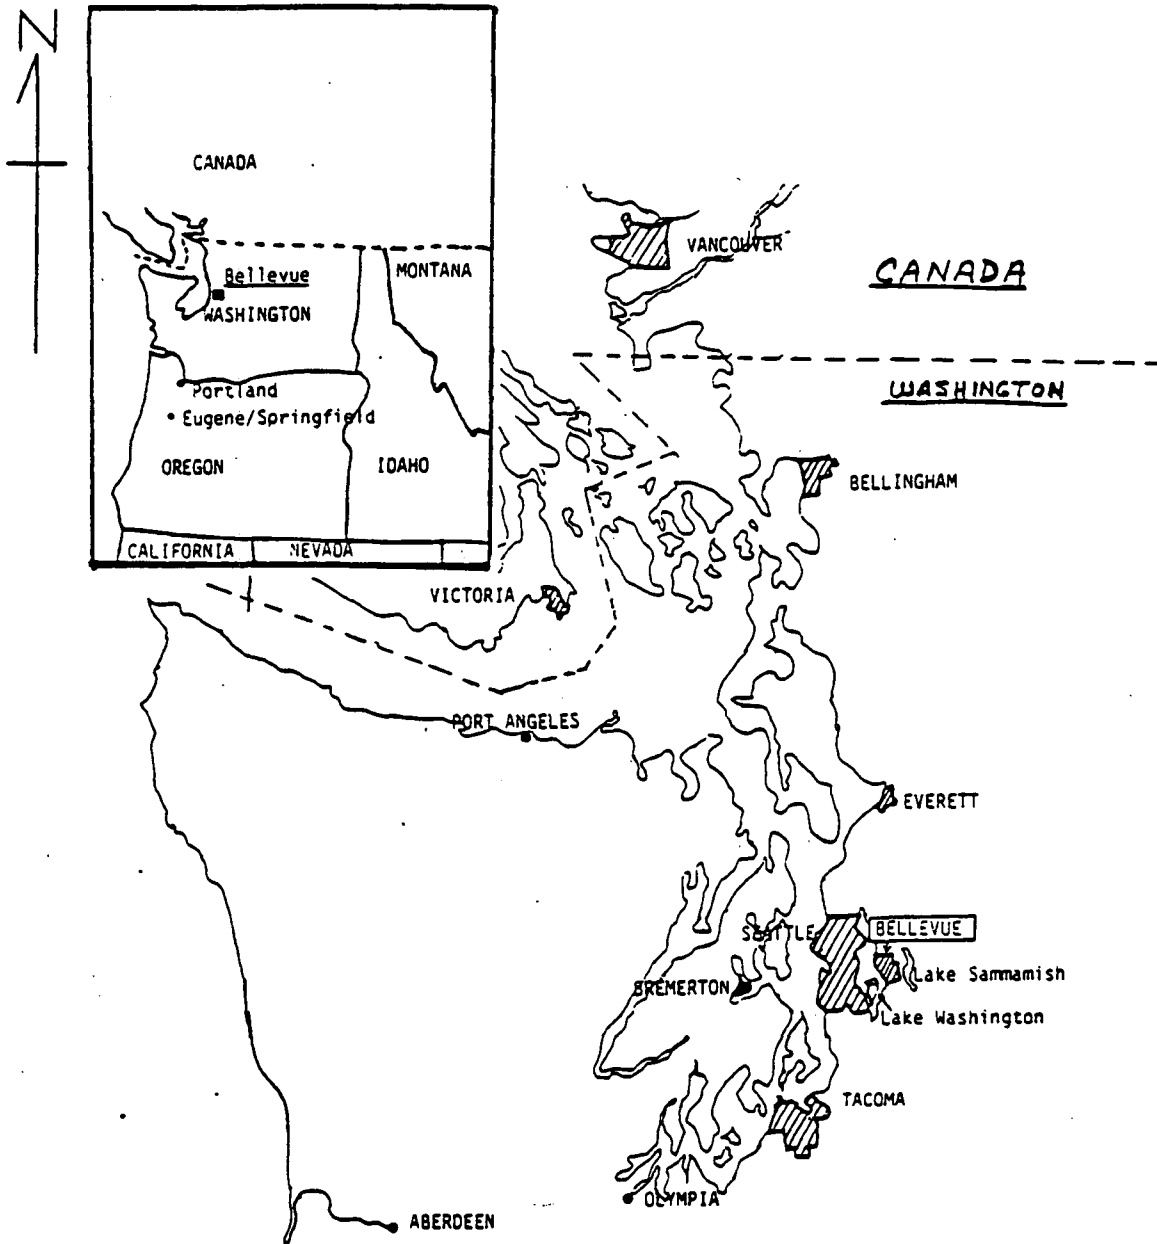 N
CANADA
Bellevue
MONTANA
WASHINGTON
Portland
Eugene/Springfield
OREGON
IDAHO
CALIFORNIA
NEVADA
VANCOUVER
CANADA
WASHINGTON
BELLINGHAM
VICTORIA
PORT ANGELES
EVERETT
SEATTLE
BELLEVUE
Lake Sammamish
BREMERTON
Lake Washington
TACOMA
OLYMPIA
ABERDEEN